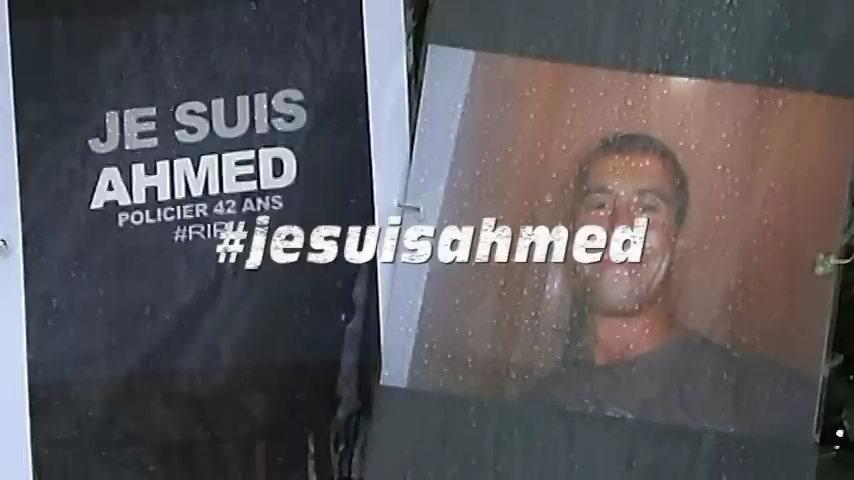 JE SUIS
AHMED
POLICIER 42 ANS
#RIP
#jesuisahmed